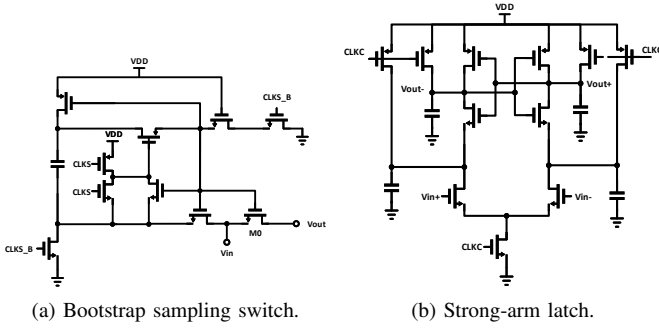 VDD
CLKS_B
VDD
CLKS
CLKS
CLKS_B
Vin
M0
Vout
(a) Bootstrap sampling switch.
VDD
CLKC
CLKC
Vout-
Vout+
Vin+
Vin-
CLKC
(b) Strong-arm latch.